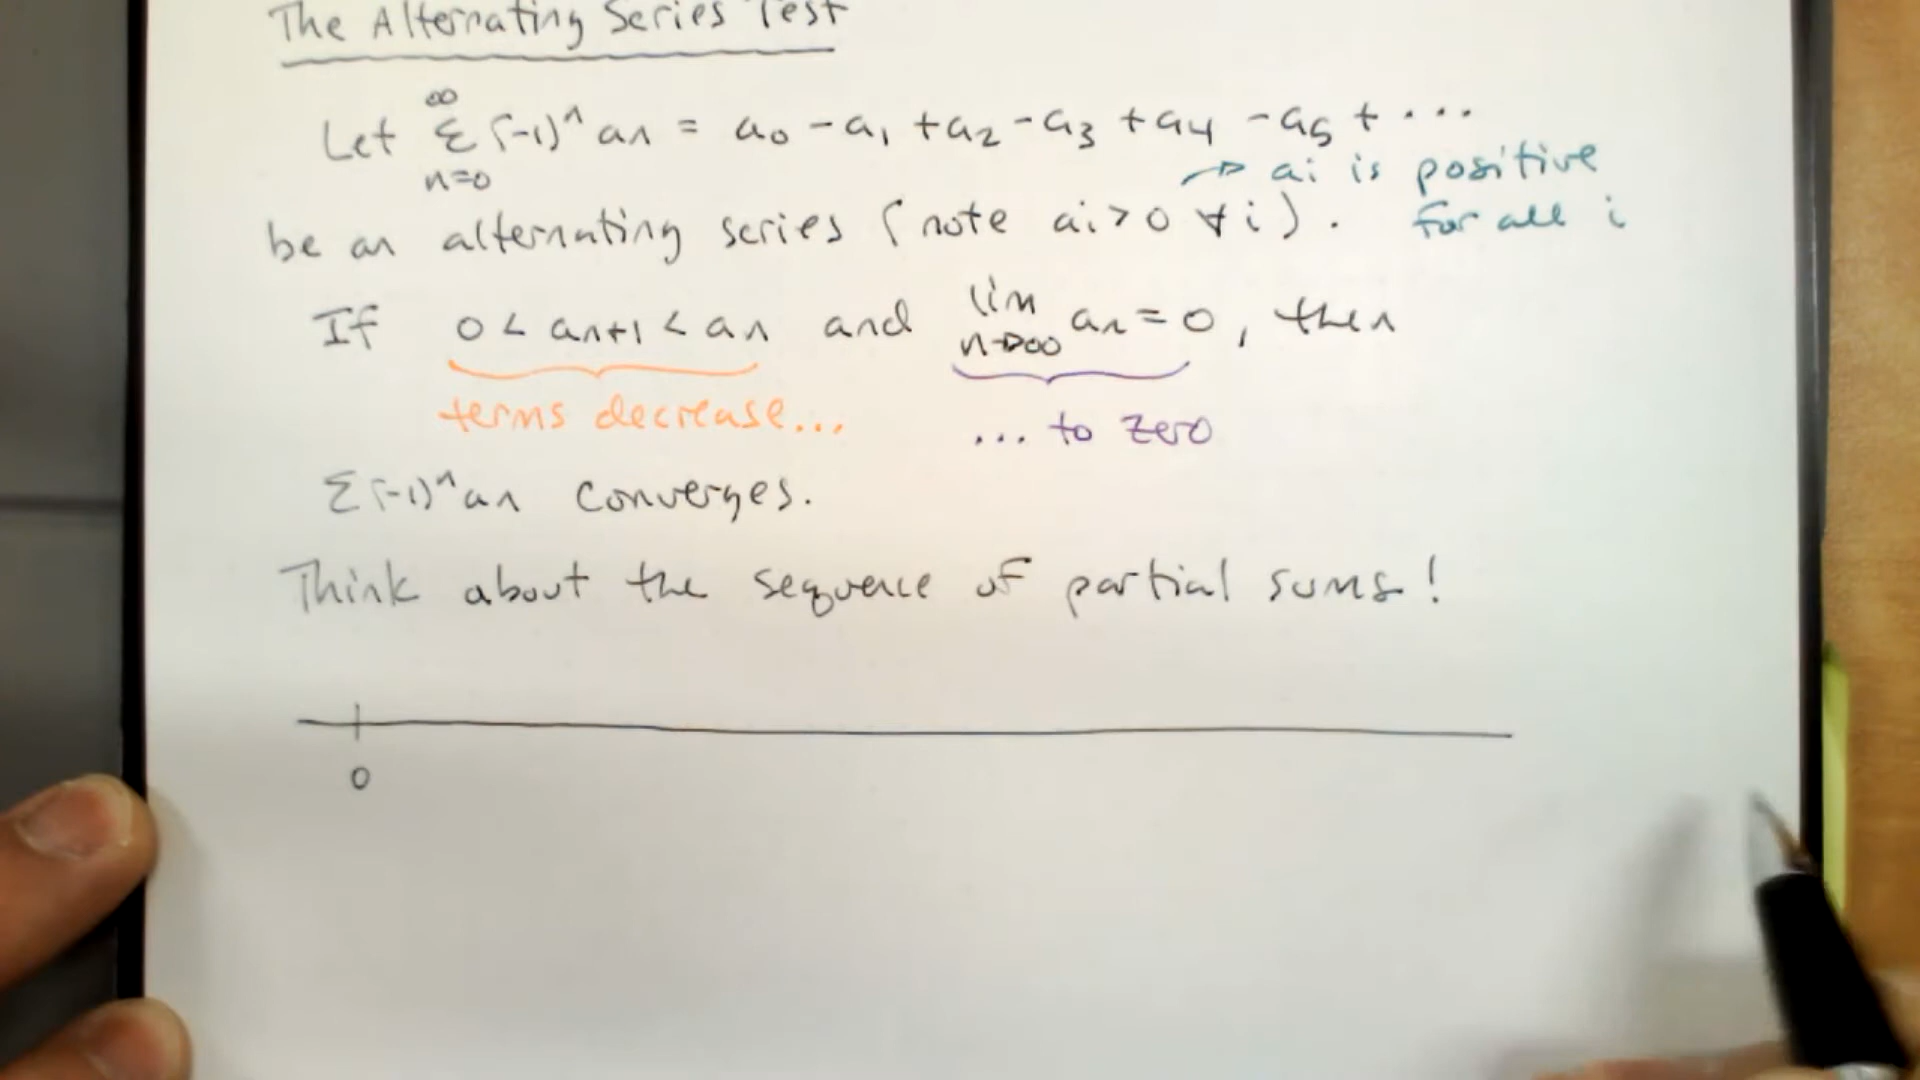 The Alternating Series Test
Let ∞ Σ n=0 (-1)^n an = a0 - a1 + a2 - a3 + a4 - a5 + ...
→ ai is positive for all i
be an alternating series (note ai > 0 ∀ i).
If 0 < an+1 < an and lim n→∞ an = 0, then
terms decrease... ... to zero
Σ(-1)^n an converges.
Think about the sequence of partial sums!
0